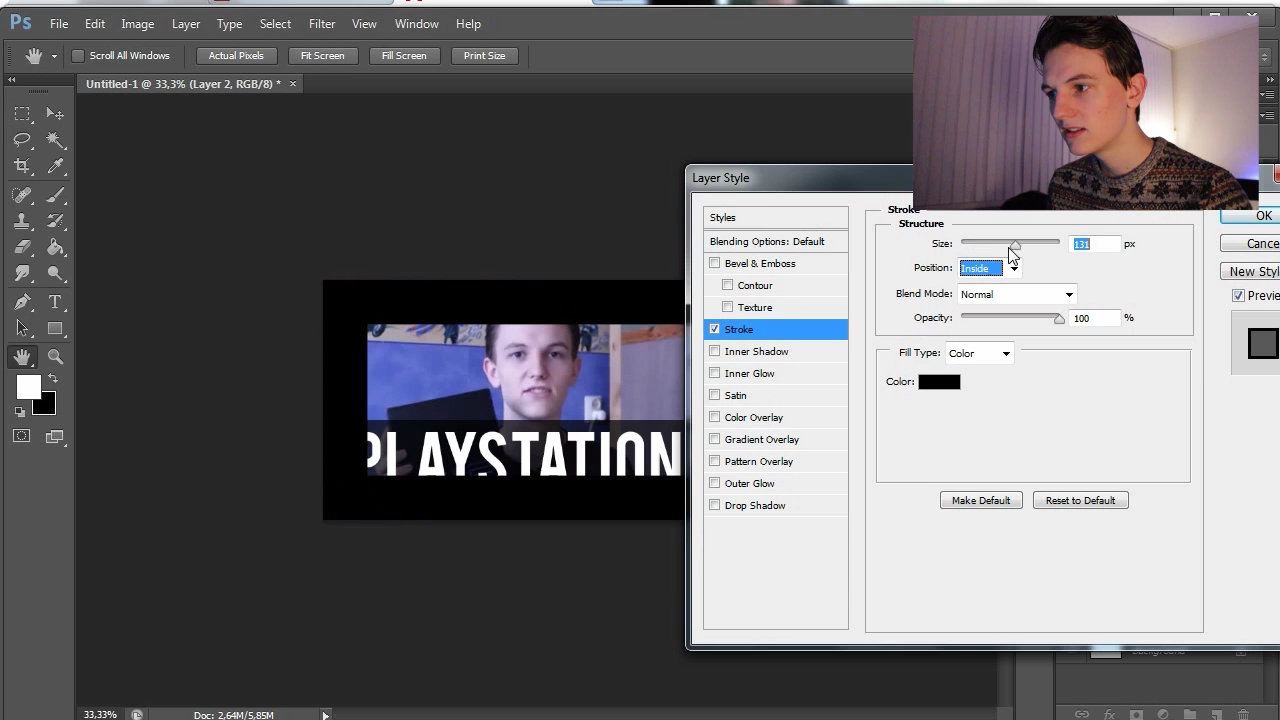 Ps File Edit Image Layer Type Select Filter View Window Help
Scroll All Windows Actual Pixels Fit Screen Fill Screen Print Size
Untitled-1 @ 33,3% (Layer 2, RGB/8) * ×
Layer Style
Styles
Blending Options: Default
Bevel & Emboss
Contour
Texture
Stroke
Inner Shadow
Inner Glow
Satin
Color Overlay
Gradient Overlay
Pattern Overlay
Outer Glow
Drop Shadow
Stroke
Structure
Size: 131 px
Position: Inside
Blend Mode: Normal
Opacity: 100 %
Fill Type: Color
Color:
Make Default Reset to Default
OK
Cance
New Styl
Previe
PLAYSTATION
Background
33,33% Doc: 2,64M/5,85M
fx